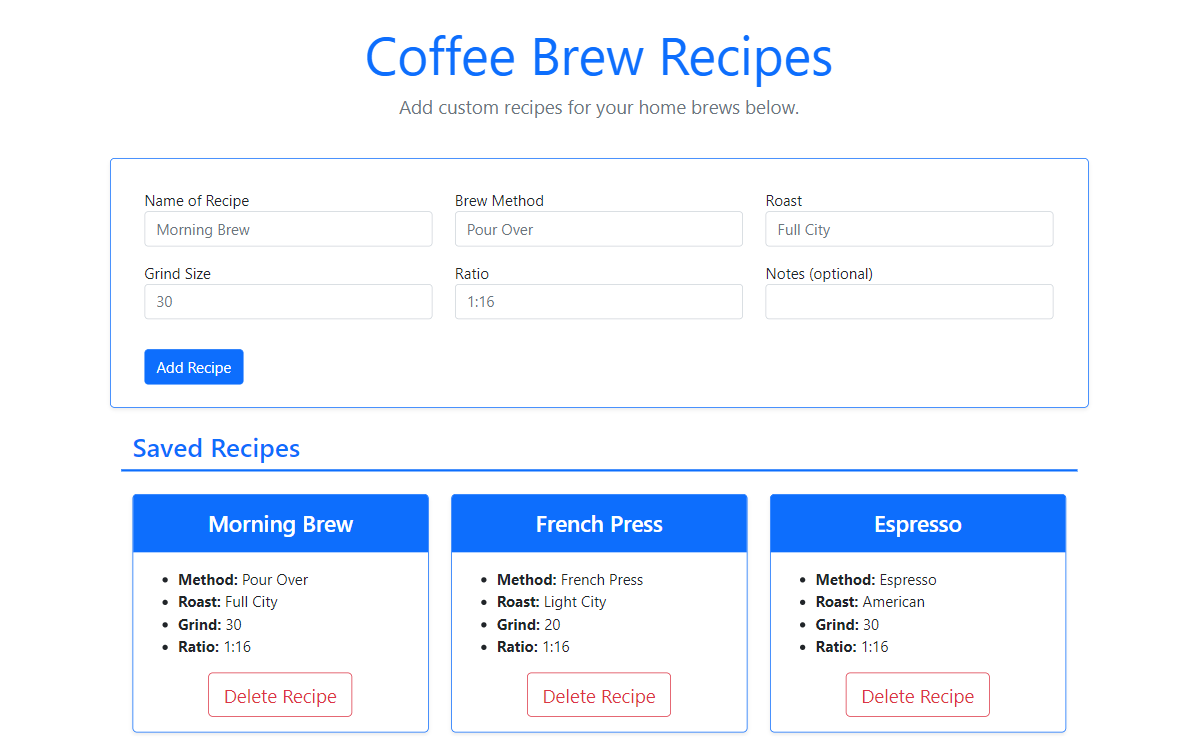 Coffee Brew Recipes
Add custom recipes for your home brews below.
Name of Recipe Brew Method Roast
Morning Brew Pour Over Full City
Grind Size Ratio Notes (optional)
30 1:16
Add Recipe
Saved Recipes
Morning Brew French Press Espresso
Method: Pour Over Method: French Press Method: Espresso
Roast: Full City Roast: Light City Roast: American
Grind: 30 Grind: 20 Grind: 30
Ratio: 1:16 Ratio: 1:16 Ratio: 1:16
Delete Recipe Delete Recipe Delete Recipe